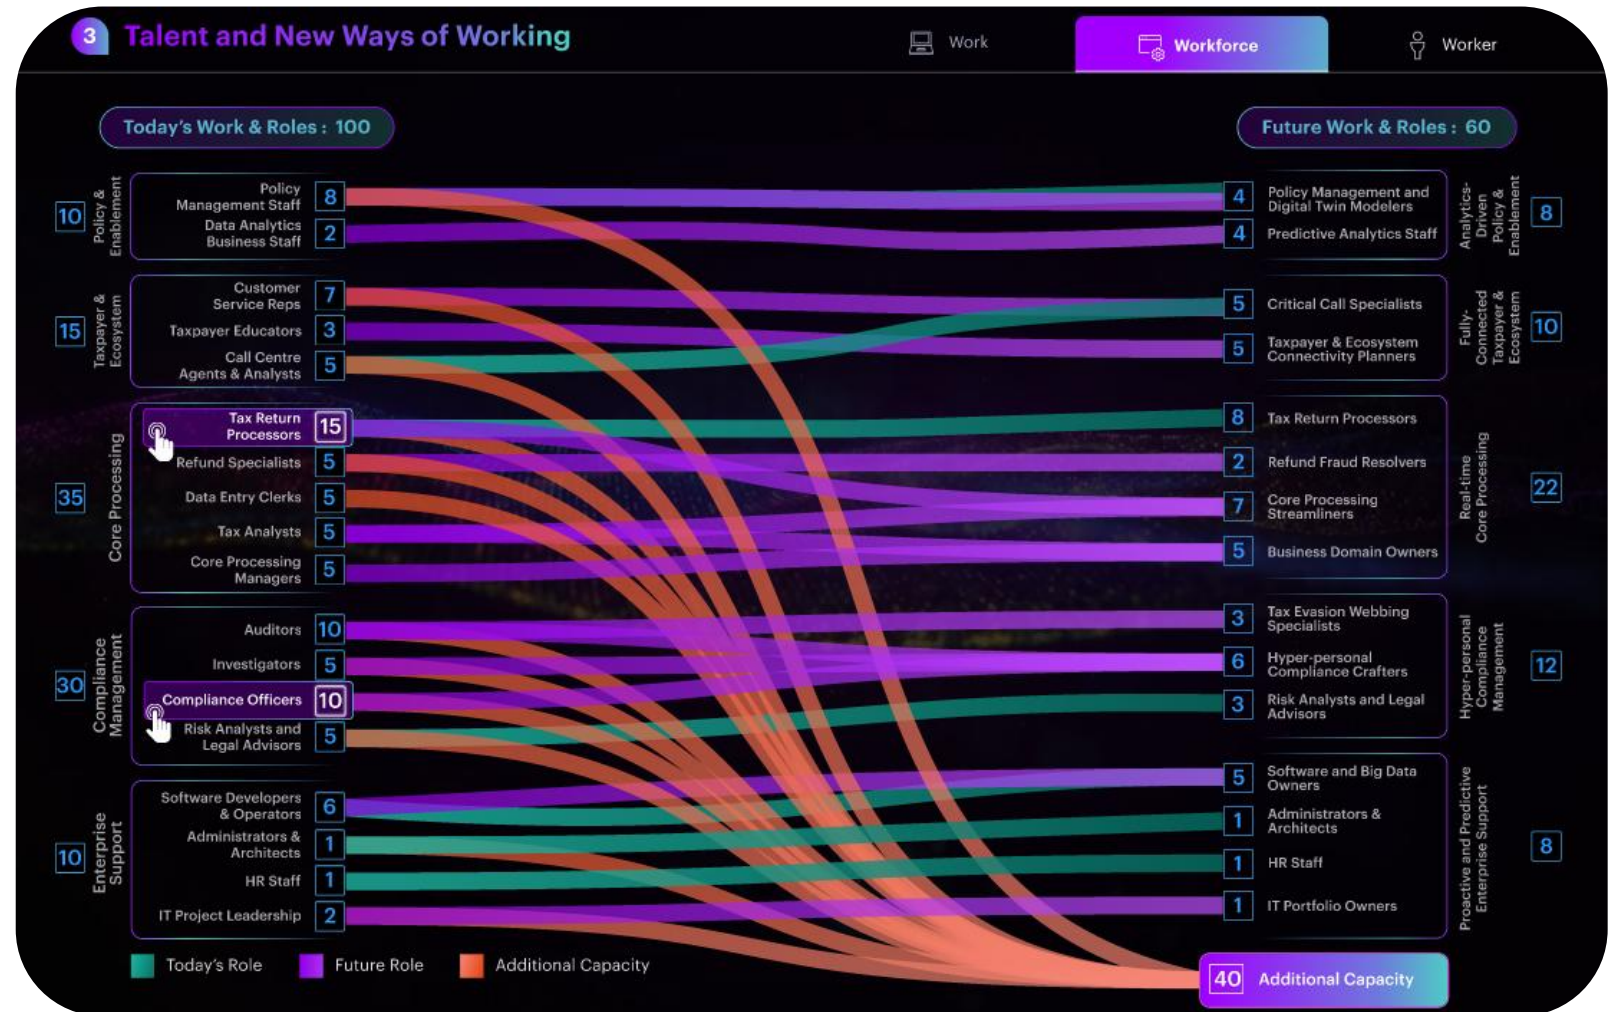 3 Talent and New Ways of Working
Work
Workforce
Worker
Today's Work & Roles : 100
Future Work & Roles : 60
10
Policy &
Enablement
Policy
Management Staff
8
Data Analytics
Business Staff
2
15
Taxpayer &
Ecosystem
Customer
Service Reps
7
Taxpayer Educators
3
Call Centre
Agents & Analysts
5
35
Core Processing
Tax Return
Processors
15
Refund Specialists
5
Data Entry Clerks
5
Tax Analysts
5
Core Processing
Managers
5
30
Compliance
Management
Auditors
10
Investigators
5
Compliance Officers
10
Risk Analysts and
Legal Advisors
5
10
Enterprise
Support
Software Developers
& Operators
6
Administrators &
Architects
1
HR Staff
1
IT Project Leadership
2
4
Policy Management and
Digital Twin Modelers
4
Predictive Analytics Staff
Analytics-
Driven
Policy &
Enablement
8
5
Critical Call Specialists
5
Taxpayer & Ecosystem
Connectivity Planners
Fully-
Connected
Taxpayer &
Ecosystem
10
8
Tax Return Processors
2
Refund Fraud Resolvers
7
Core Processing
Streamliners
5
Business Domain Owners
Real-time
Core Processing
22
3
Tax Evasion Webbing
Specialists
6
Hyper-personal
Compliance Crafters
3
Risk Analysts and Legal
Advisors
Hyper-personal
Compliance
Management
12
5
Software and Big Data
Owners
1
Administrators &
Architects
1
HR Staff
1
IT Portfolio Owners
Proactive and Predictive
Enterprise Support
8
Today's Role
Future Role
Additional Capacity
40 Additional Capacity